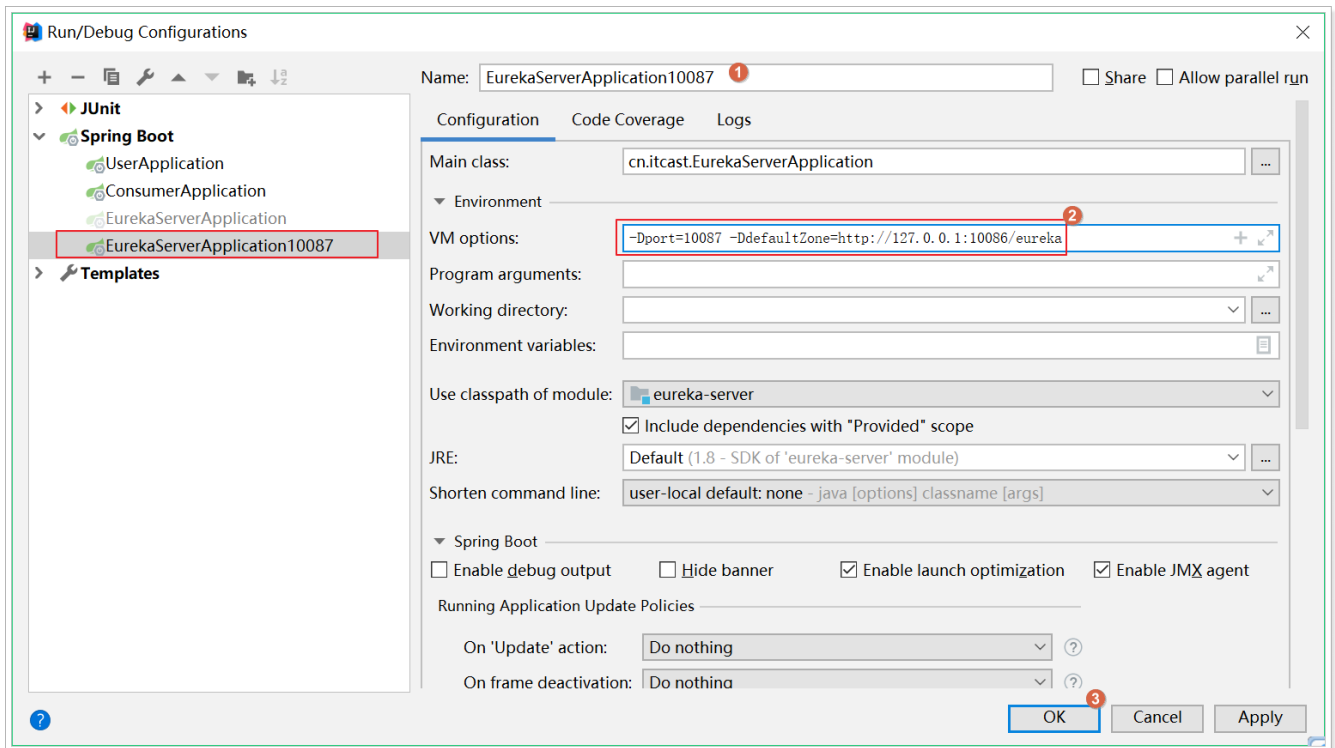 Run/Debug Configurations
Name: EurekaServerApplication10087 1 Share Allow parallel run
JUnit
Spring Boot
UserApplication
ConsumerApplication
EurekaServerApplication
EurekaServerApplication10087
Templates
Configuration Code Coverage Logs
Main class: cn.itcast.EurekaServerApplication ...
Environment
2
VM options: -Dport=10087 -DdefaultZone=http://127.0.0.1:10086/eureka
Program arguments:
Working directory: ...
Environment variables:
Use classpath of module: eureka-server
Include dependencies with "Provided" scope
JRE: Default (1.8 - SDK of 'eureka-server' module) ...
Shorten command line: user-local default: none - java [options] classname [args]
Spring Boot
Enable debug output Hide banner Enable launch optimization Enable JMX agent
Running Application Update Policies
On 'Update' action: Do nothing ?
On frame deactivation: Do nothing ?
3
? OK Cancel Apply